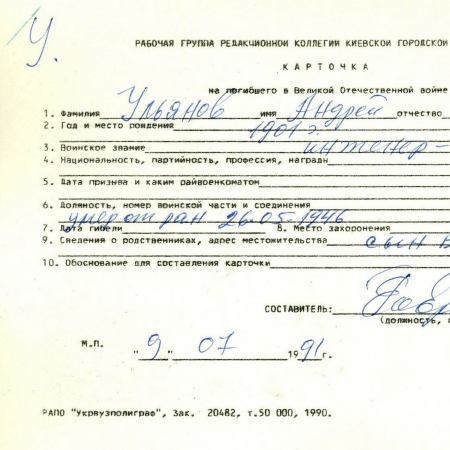 У.
РАБОЧАЯ ГРУППА РЕДАКЦИОННОЙ КОЛЛЕГИИ КИЕВСКОЙ ГОРОДСКОЙ
КАРТОЧКА
на погибшего в Великой Отечественной войне
1. Фамилия Ульянов имя Андрей отчество
2. Год и место рождения 1901 г.
3. Воинское звание инженер-
4. Национальность, партийность, профессия, награды
5. Дата призыва и каким райвоенкоматом
6. Должность, номер воинской части и соединения
умер от ран 26.05.1946
7. Дата гибели 8. Место захоронения
9. Сведения о родственниках, адрес местожительства сын
10. Обоснование для составления карточки
СОСТАВИТЕЛЬ:
(должность,
М.П.
"9" 07 1991 г.
РАПО "Укрвузполиграф", Зак. 20482, т.50 000, 1990.